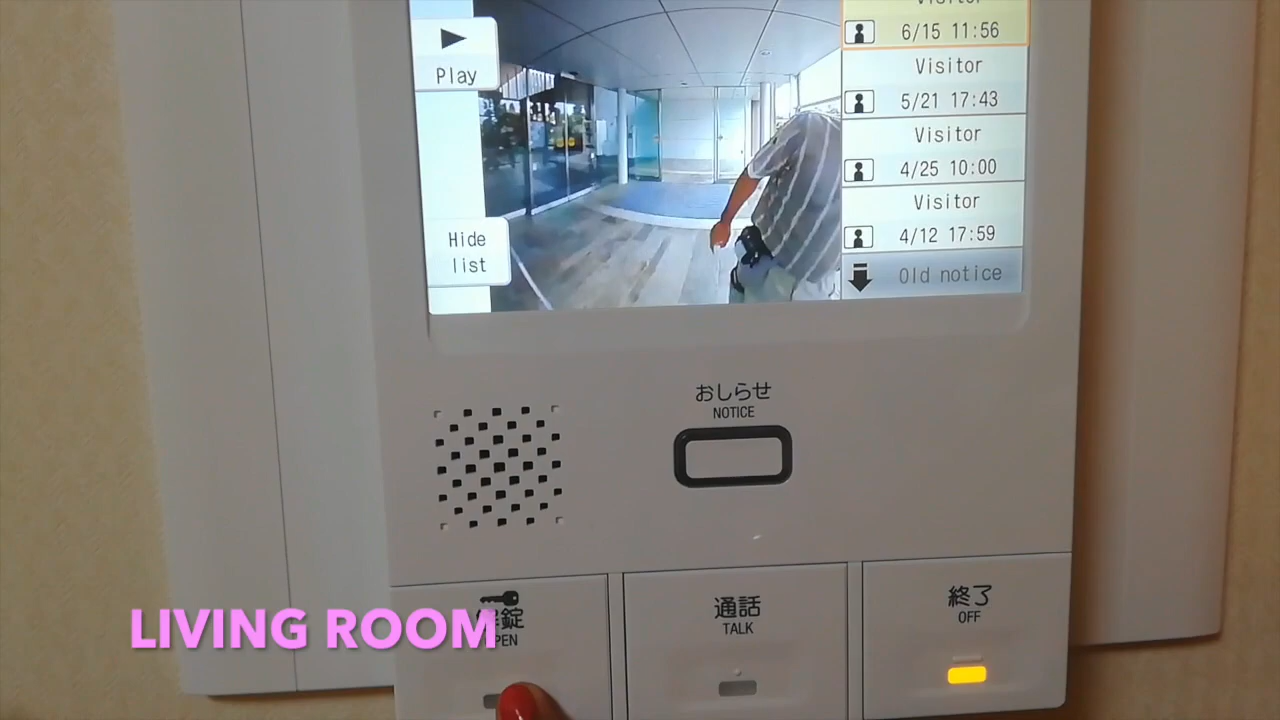 Visitor
6/15 11:56
Play
Visitor
5/21 17:43
Visitor
4/25 10:00
Visitor
4/12 17:59
Hide
list
Old notice
おしらせ
NOTICE
通話
TALK
終了
OFF
LIVING ROOM